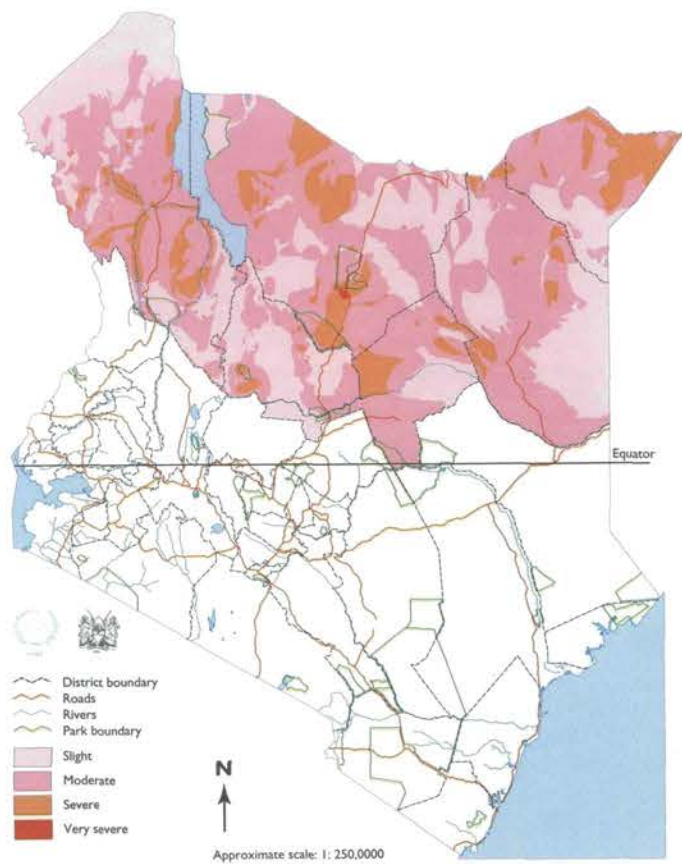 Equator
District boundary
Roads
Rivers
Park boundary
Slight
Moderate
Severe
Very severe
N
Approximate scale: 1: 250,0000